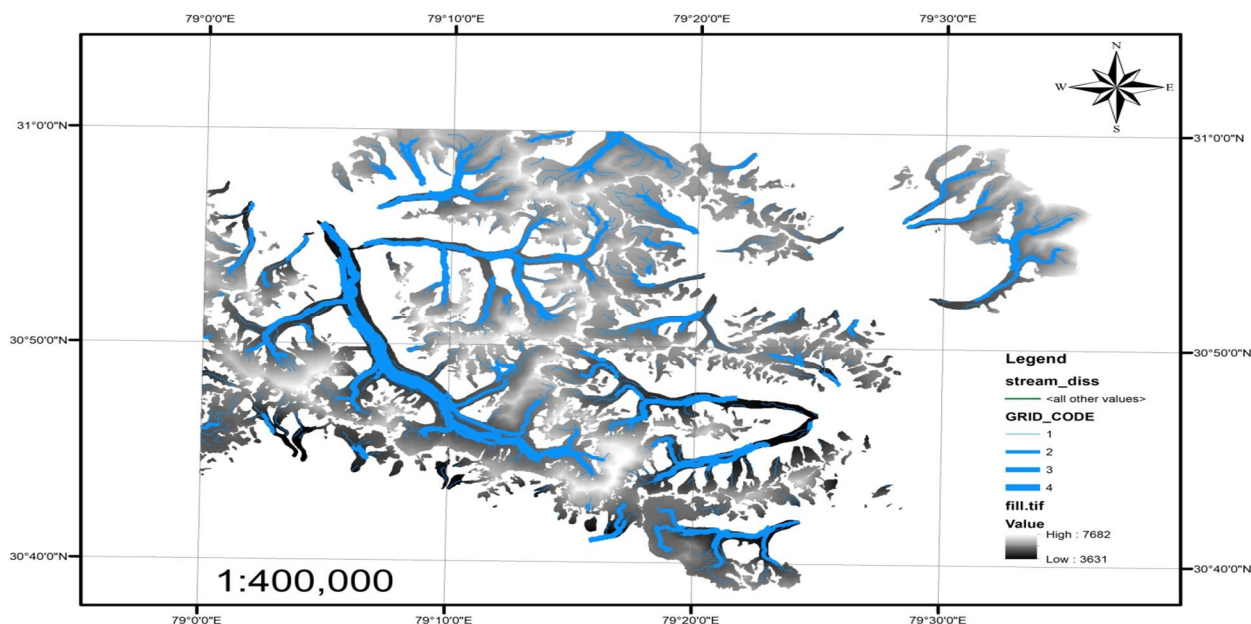 79°0'0"E 79°10'0"E 79°20'0"E 79°30'0"E
N
W E
S
31°0'0"N 31°0'0"N
30°50'0"N 30°50'0"N
Legend
stream_diss
<all other values>
GRID_CODE
1
2
3
4
fill.tif
Value
High : 7682
Low : 3631
30°40'0"N 30°40'0"N
1:400,000
79°0'0"E 79°10'0"E 79°20'0"E 79°30'0"E